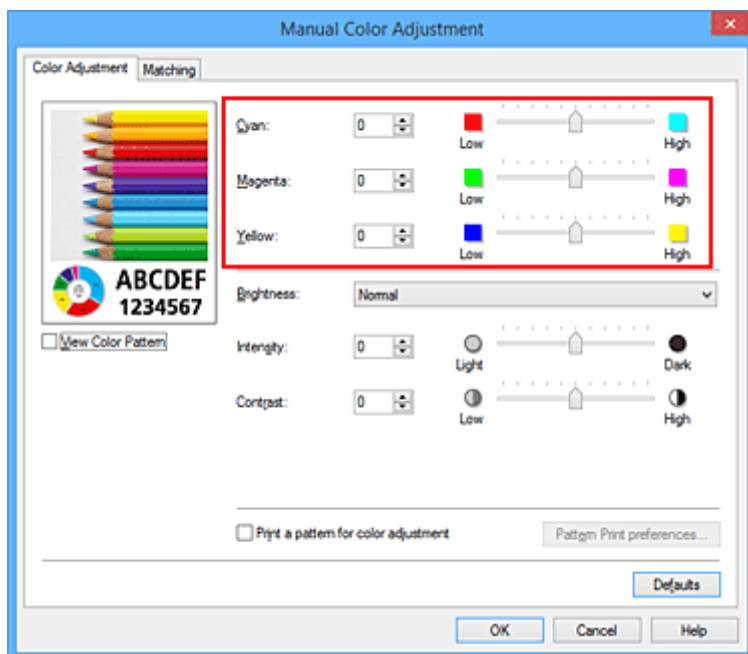 Manual Color Adjustment
Color Adjustment Matching
Cyan: 0 Low High
Magenta: 0 Low High
Yellow: 0 Low High
ABCDEF
1234567
View Color Pattern
Brightness: Normal
Intensity: 0 Light Dark
Contrast: 0 Low High
Print a pattern for color adjustment Pattern Print preferences...
Defaults
OK Cancel Help